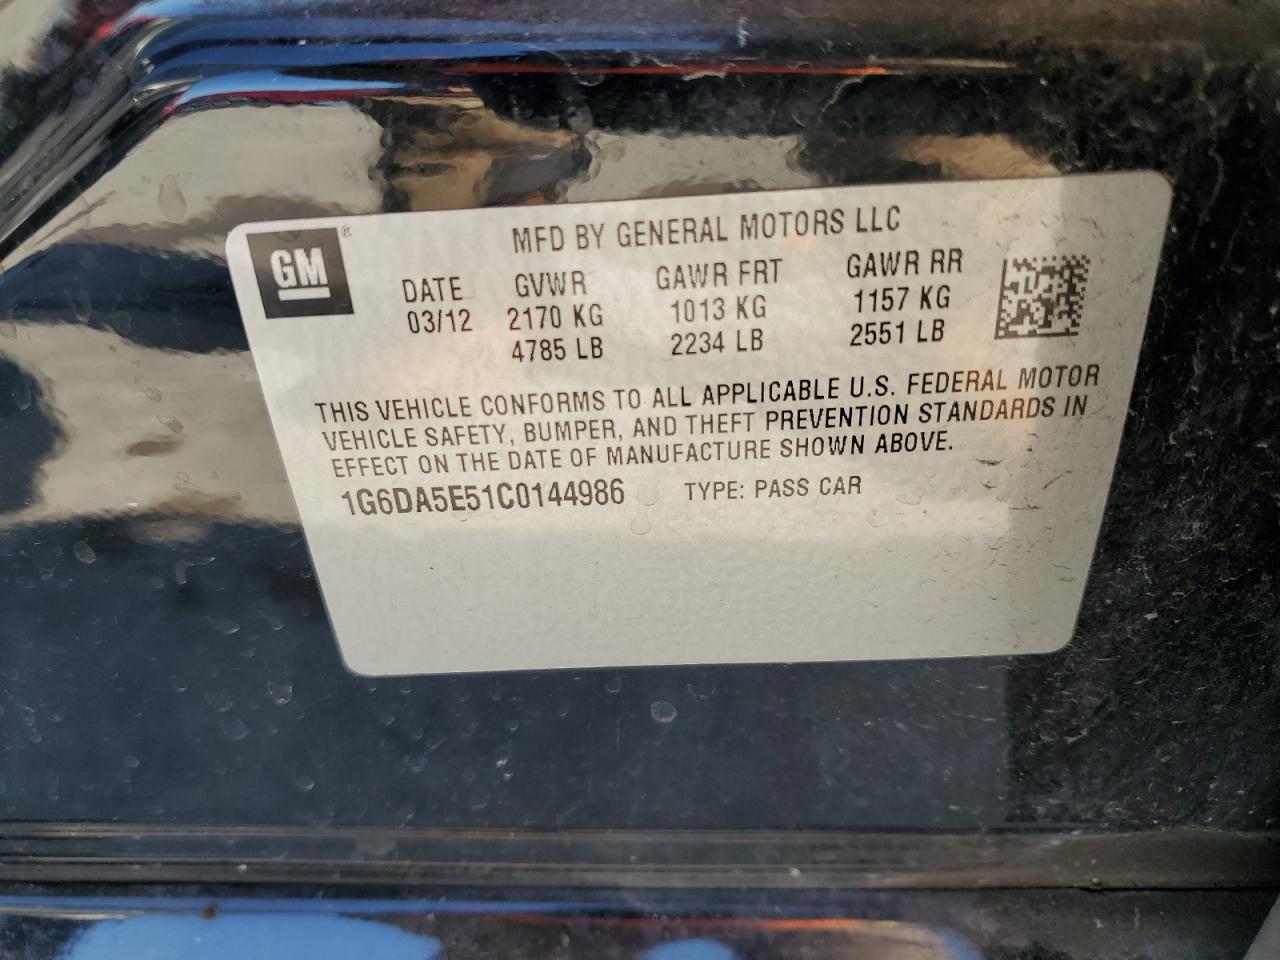 GM ®
MFD BY GENERAL MOTORS LLC
DATE GVWR GAWR FRT GAWR RR
03/12 2170 KG 1013 KG 1157 KG
4785 LB 2234 LB 2551 LB
THIS VEHICLE CONFORMS TO ALL APPLICABLE U.S. FEDERAL MOTOR
VEHICLE SAFETY, BUMPER, AND THEFT PREVENTION STANDARDS IN
EFFECT ON THE DATE OF MANUFACTURE SHOWN ABOVE.
1G6DA5E51C0144986 TYPE: PASS CAR